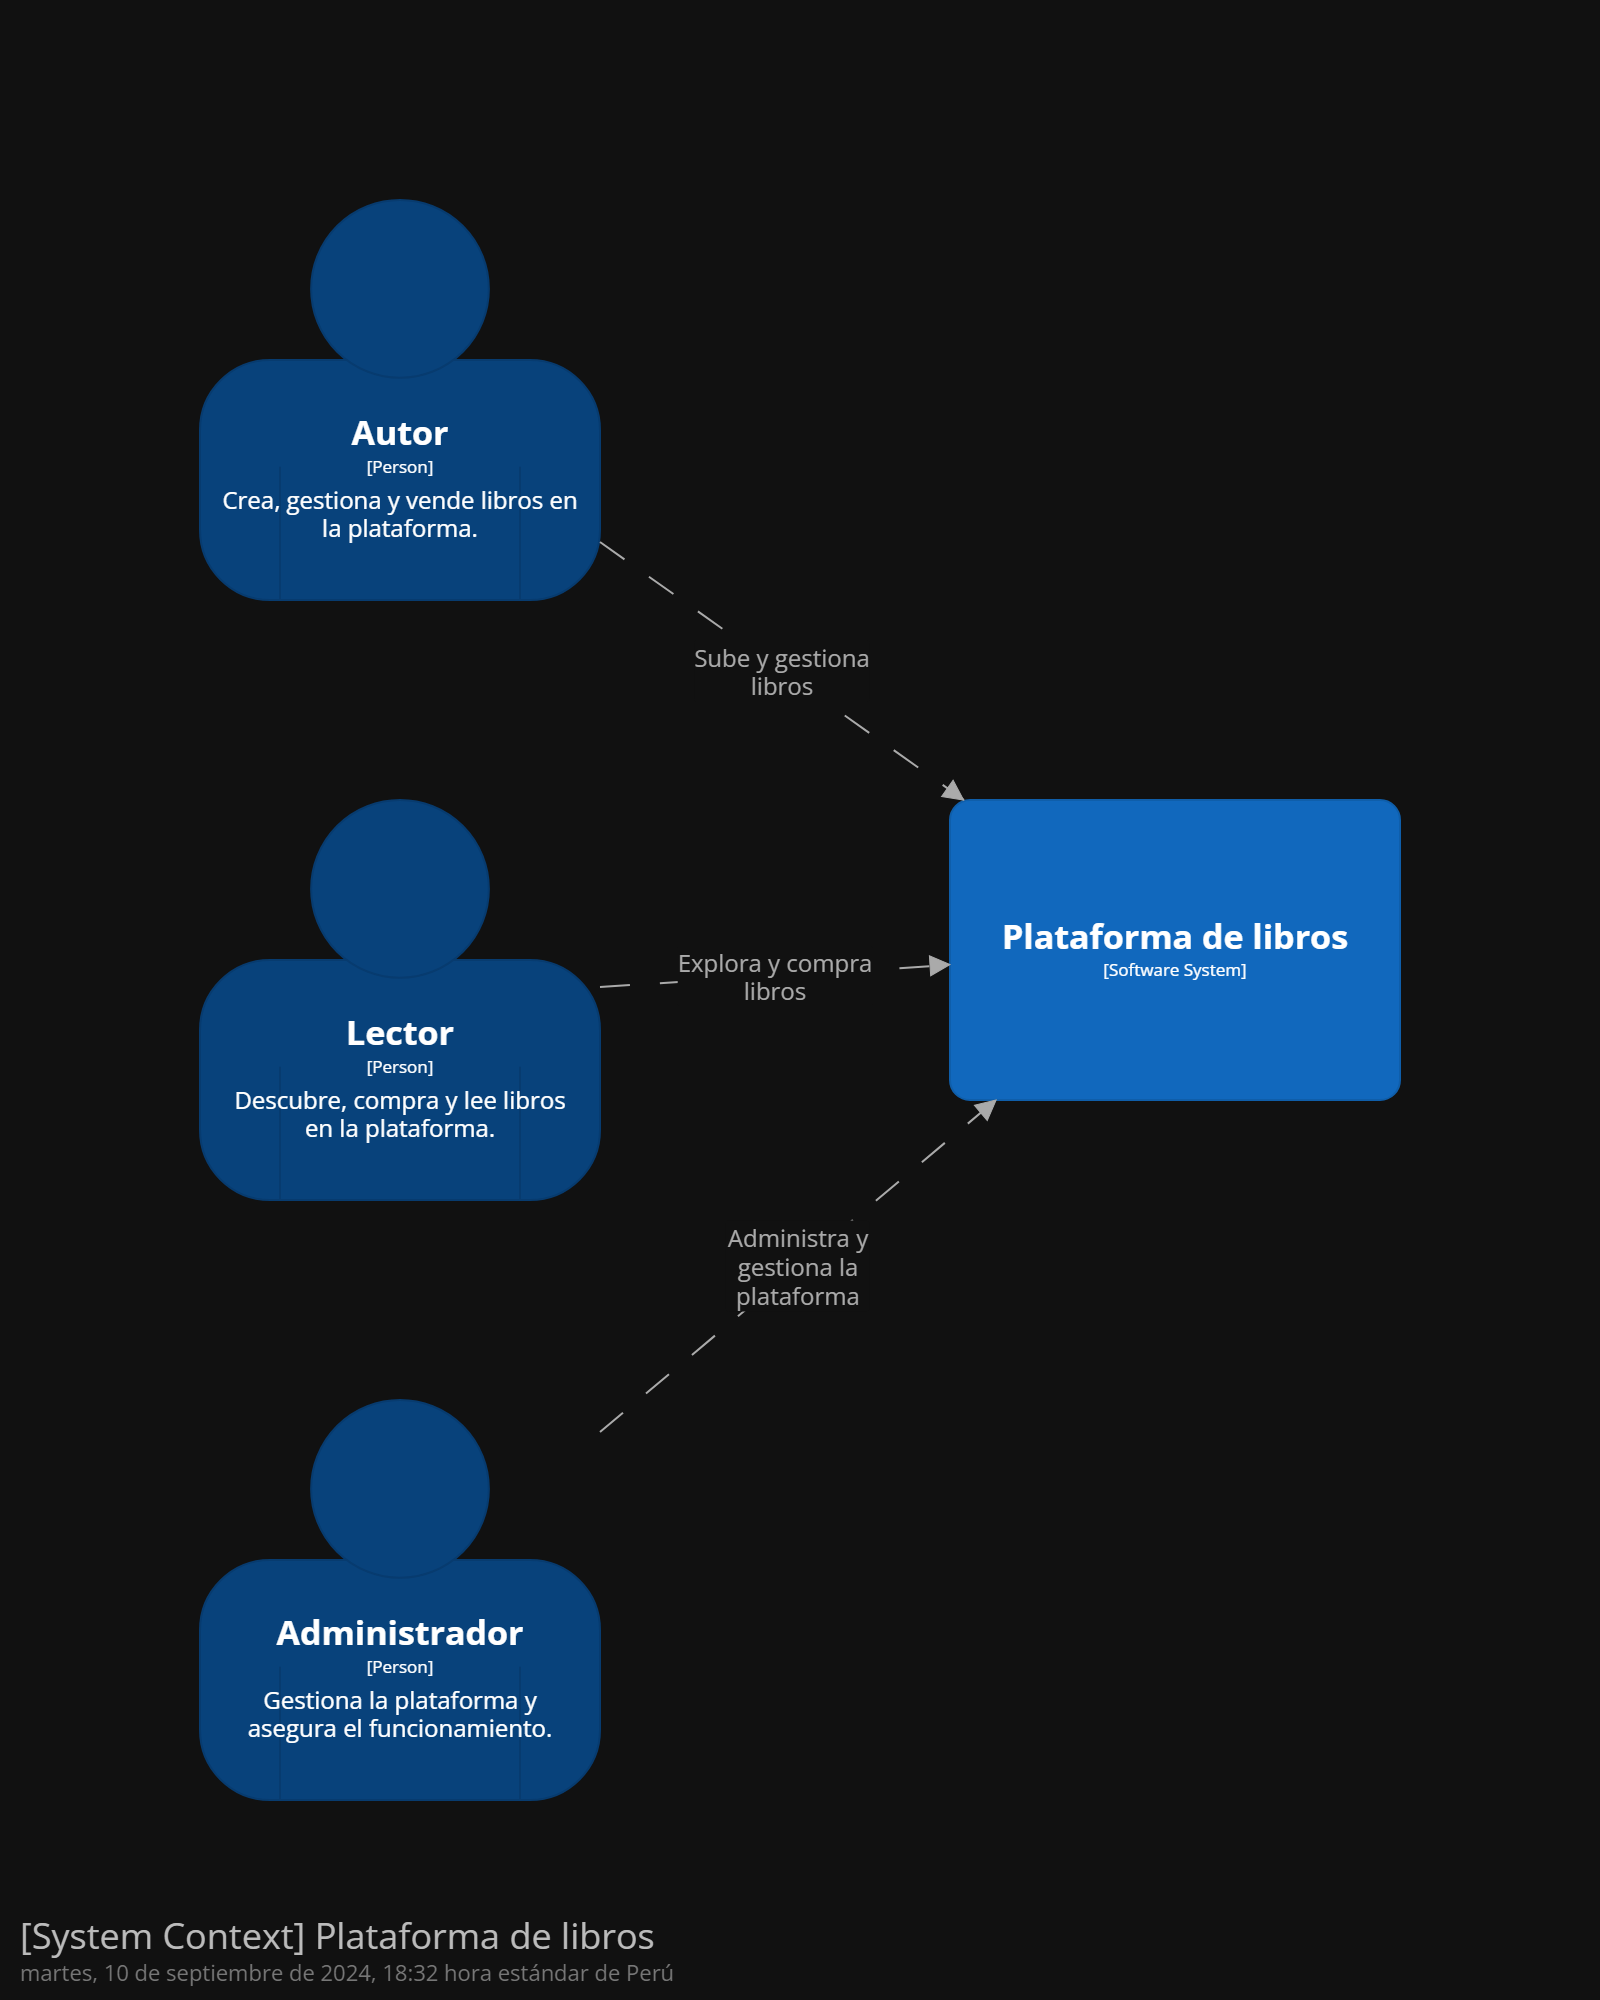 Autor
[Person]
Crea, gestiona y vende libros en
la plataforma.
Sube y gestiona
libros
Lector
[Person]
Descubre, compra y lee libros
en la plataforma.
Explora y compra
libros
Plataforma de libros
[Software System]
Administra y
gestiona la
plataforma
Administrador
[Person]
Gestiona la plataforma y
asegura el funcionamiento.
[System Context] Plataforma de libros
martes, 10 de septiembre de 2024, 18:32 hora estándar de Perú